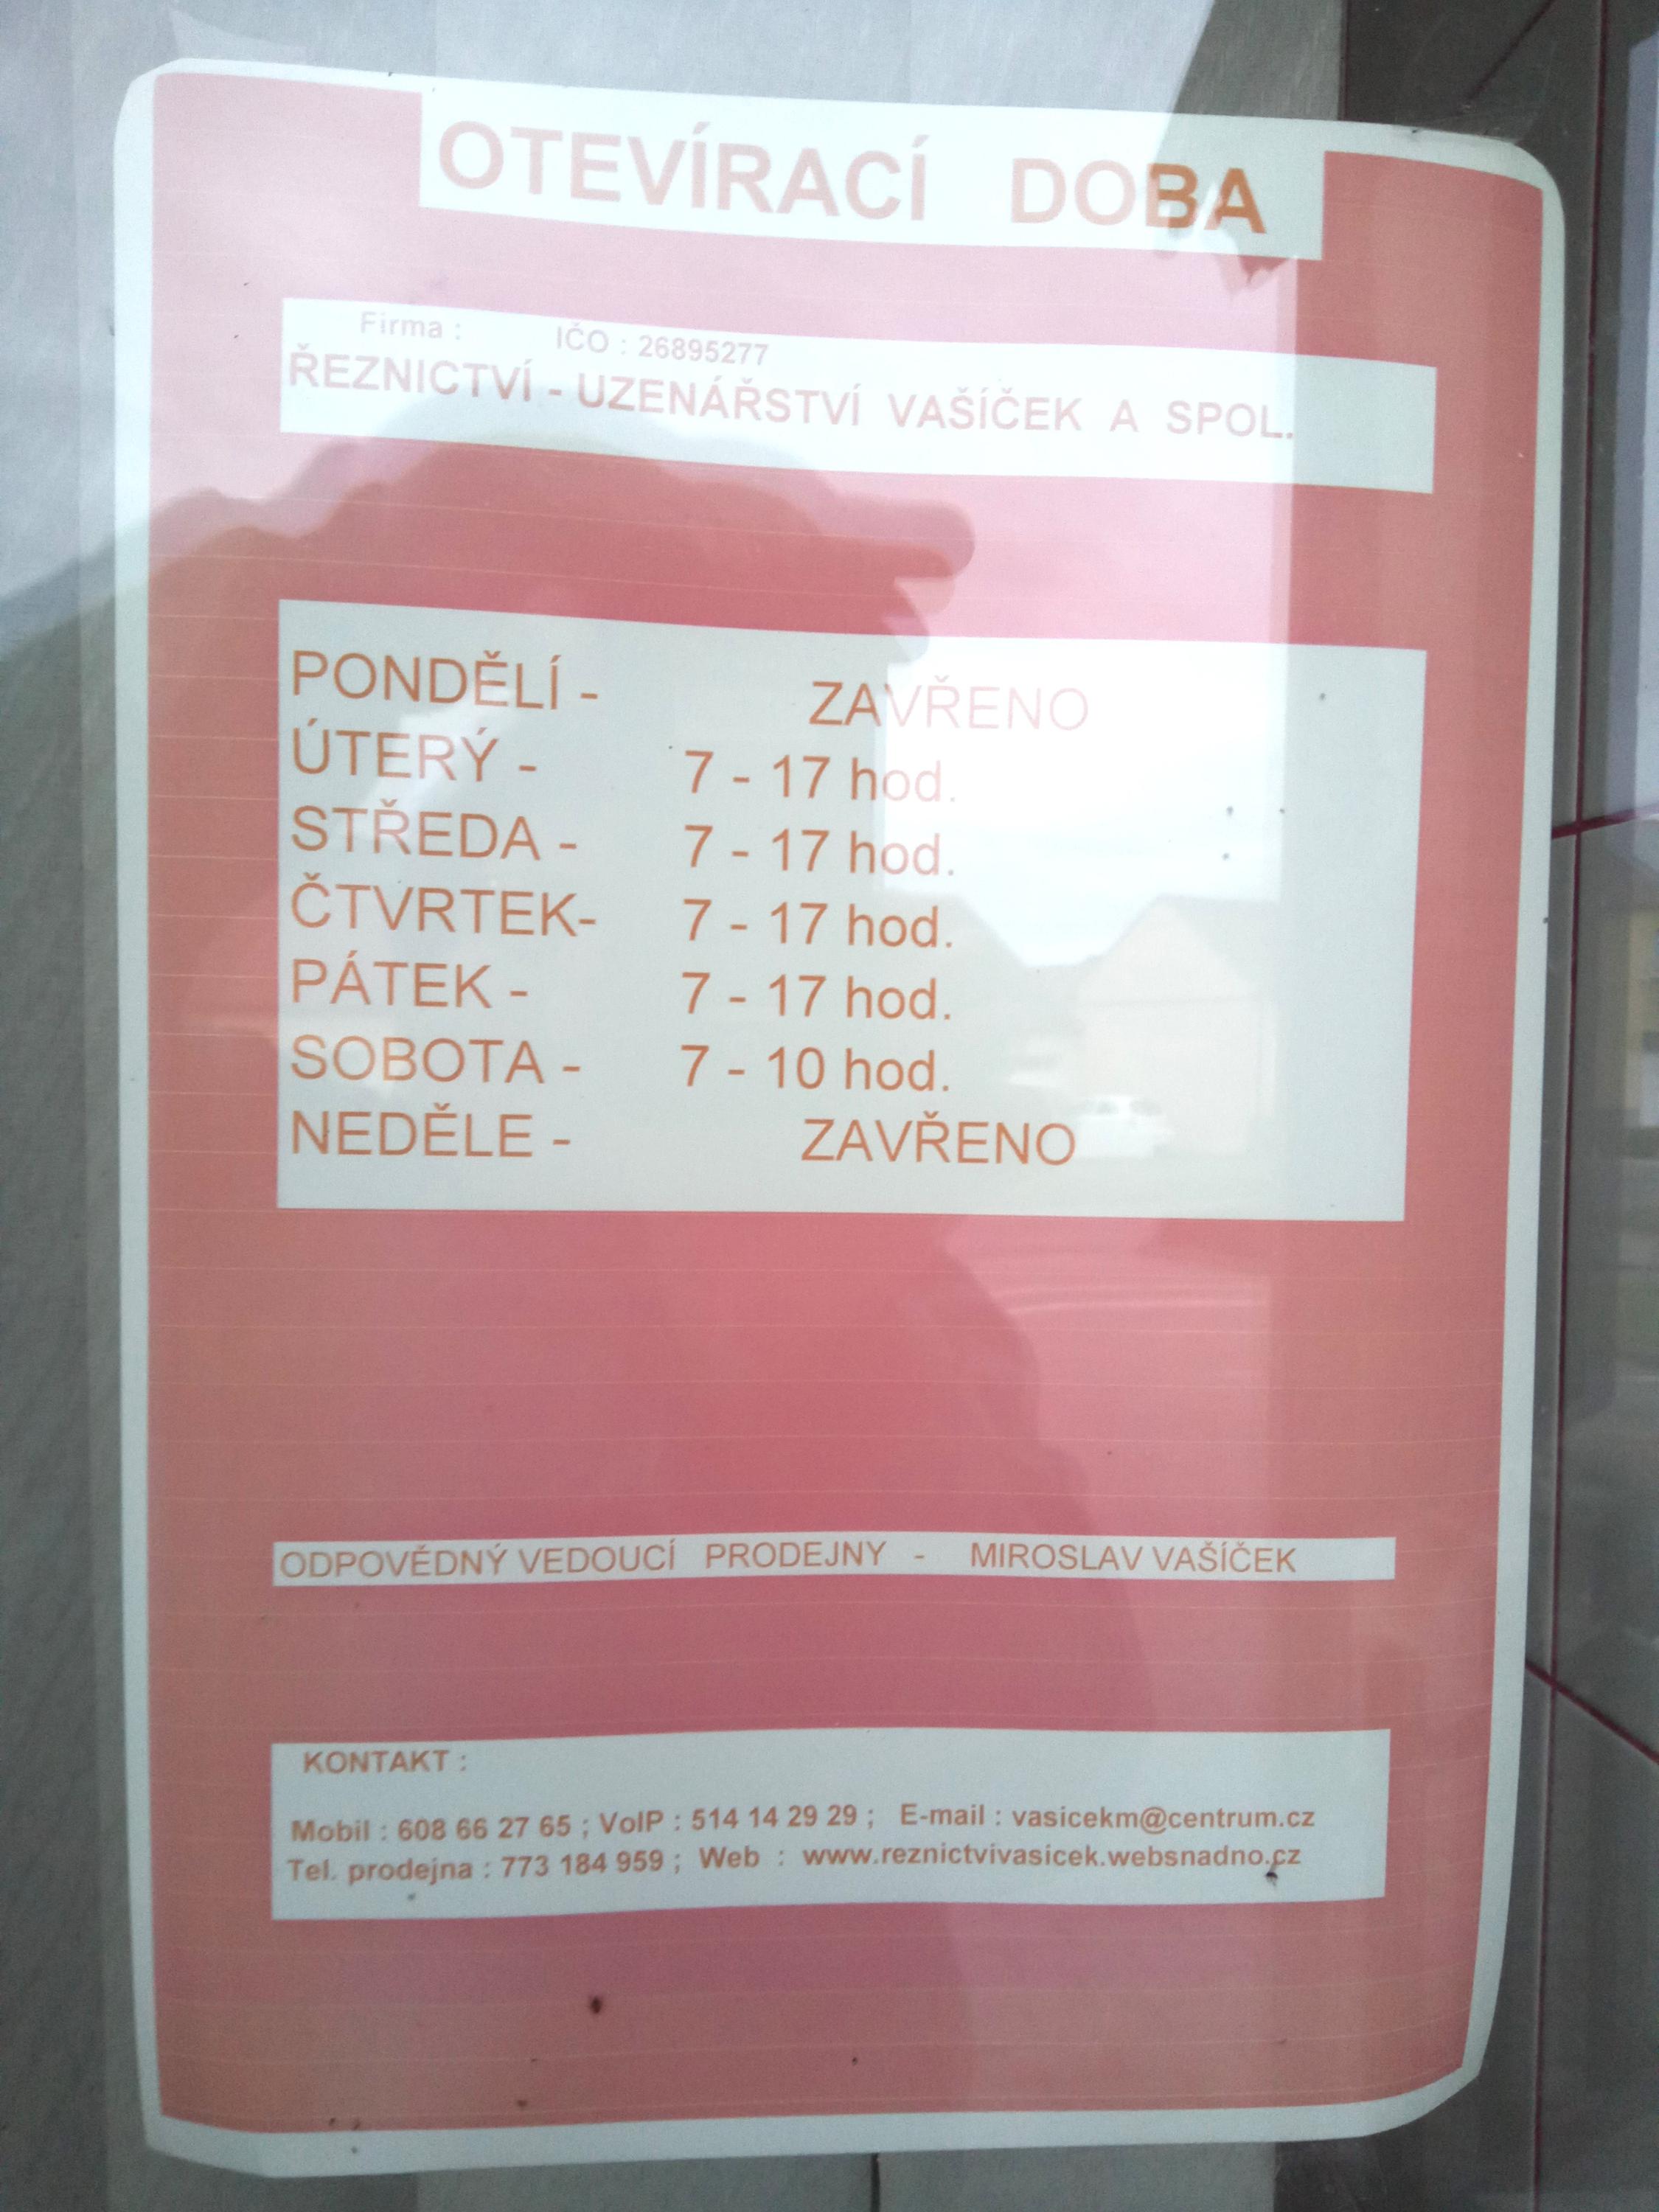 OTEVÍRACÍ DOBA
Firma : IČO : 26895277
ŘEZNICTVÍ - UZENÁŘSTVÍ VAŠÍČEK A SPOL.
PONDĚLÍ - ZAVŘENO
ÚTERÝ - 7 - 17 hod.
STŘEDA - 7 - 17 hod.
ČTVRTEK- 7 - 17 hod.
PÁTEK - 7 - 17 hod.
SOBOTA - 7 - 10 hod.
NEDĚLE - ZAVŘENO
ODPOVĚDNÝ VEDOUCÍ PRODEJNY - MIROSLAV VAŠÍČEK
KONTAKT :
Mobil : 608 66 27 65 ; VoIP : 514 14 29 29 ; E-mail : vasicekm@centrum.cz
Tel. prodejna : 773 184 959 ; Web : www.reznictvivasicek.websnadno.cz